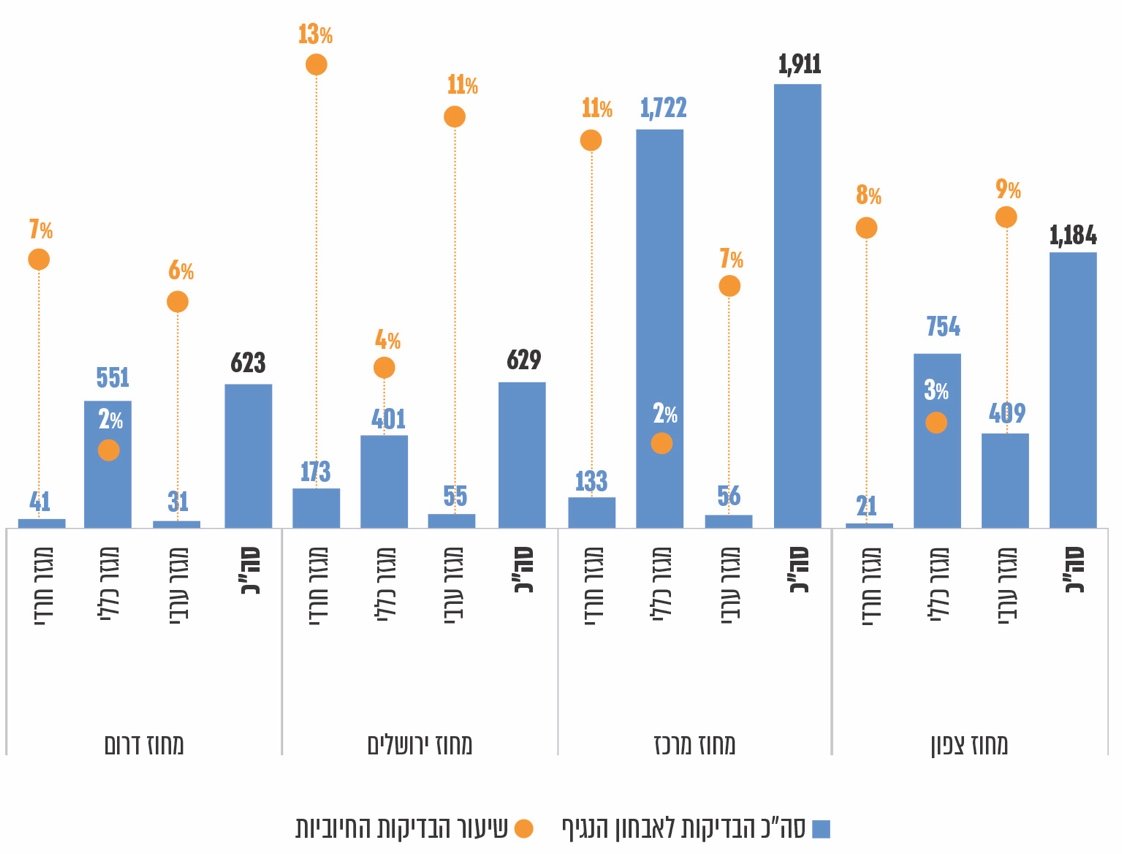 13%
11%
1,911
11%
1,722
9%
8%
7%
1,184
7%
6%
754
4%
629
623
551
3%
2%
2%
409
401
173
133
56
55
41
31
21
מגזר חרדי
מגזר כללי
מגזר ערבי
סה"כ
מגזר חרדי
מגזר כללי
מגזר ערבי
סה"כ
מגזר חרדי
מגזר כללי
מגזר ערבי
סה"כ
מגזר חרדי
מגזר כללי
מגזר ערבי
סה"כ
מחוז דרום
מחוז ירושלים
מחוז מרכז
מחוז צפון
סה"כ הבדיקות לאבחון הנגיף
שיעור הבדיקות החיוביות